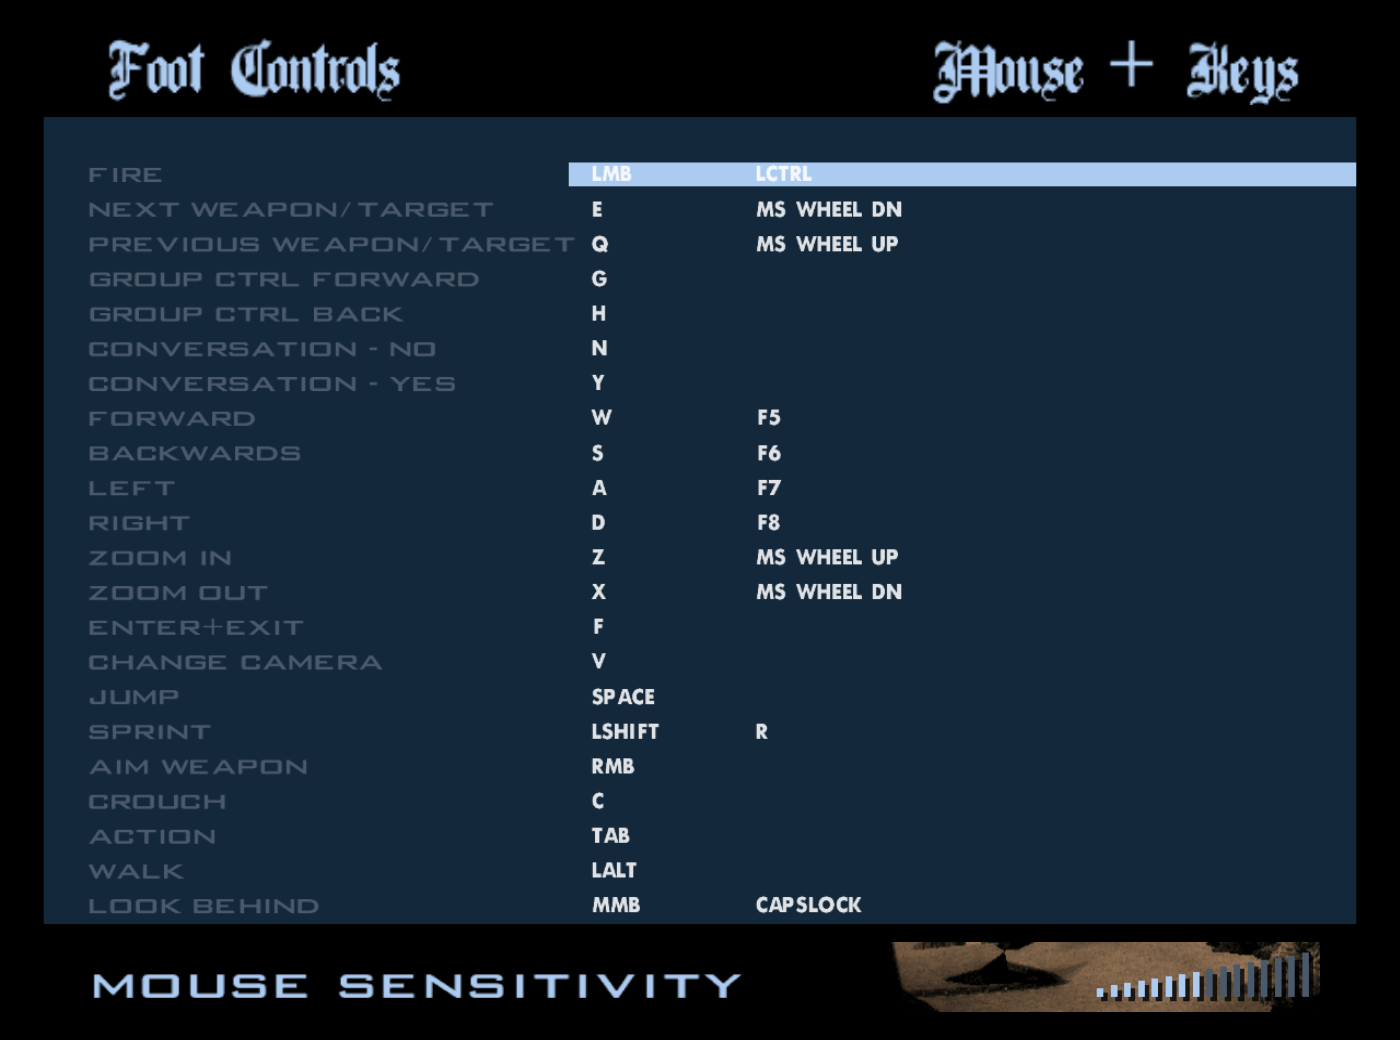 Foot Controls Mouse + Keys
FIRE LMB LCTRL
NEXT WEAPON/TARGET E MS WHEEL DN
PREVIOUS WEAPON/TARGET Q MS WHEEL UP
GROUP CTRL FORWARD G
GROUP CTRL BACK H
CONVERSATION - NO N
CONVERSATION - YES Y
FORWARD W F5
BACKWARDS S F6
LEFT A F7
RIGHT D F8
ZOOM IN Z MS WHEEL UP
ZOOM OUT X MS WHEEL DN
ENTER+EXIT F
CHANGE CAMERA V
JUMP SPACE
SPRINT LSHIFT R
AIM WEAPON RMB
CROUCH C
ACTION TAB
WALK LALT
LOOK BEHIND MMB CAPSLOCK
MOUSE SENSITIVITY